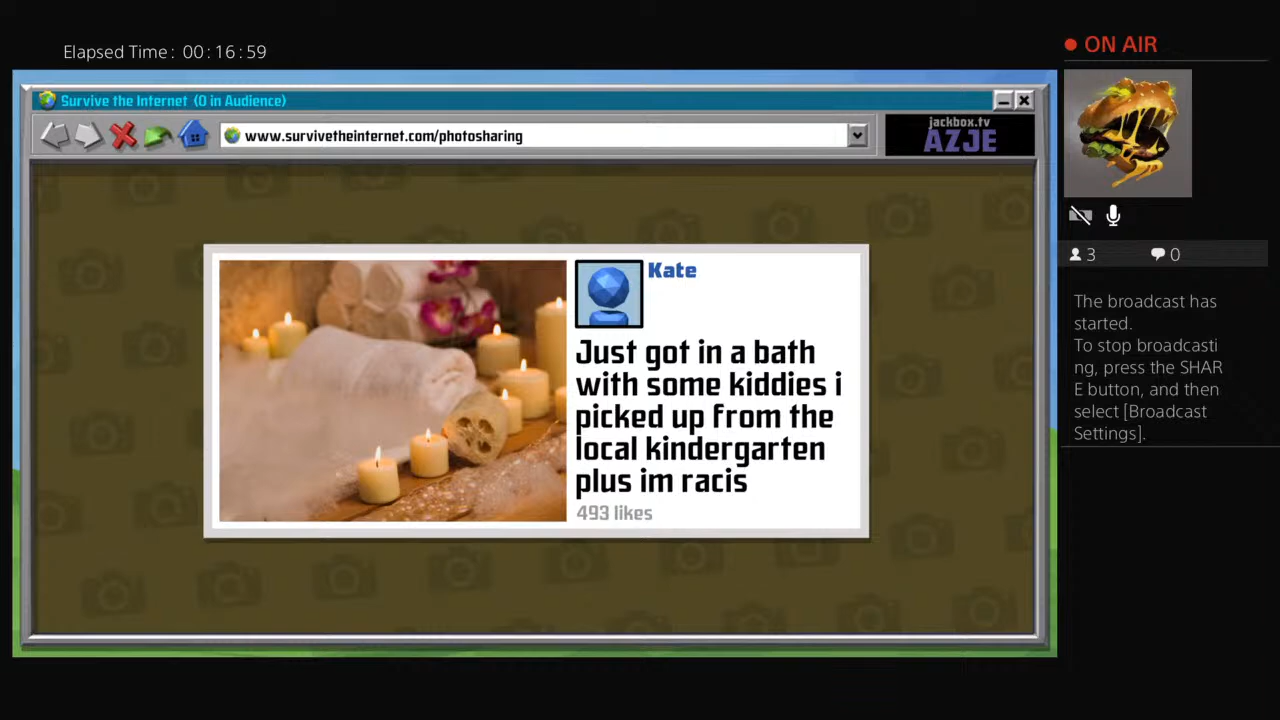 Elapsed Time: 00:16:59
ON AIR
Survive the Internet (0 in Audience)
www.survivetheinternet.com/photosharing
jackbox.tv
AZJE
Kate
Just got in a bath
with some kiddies i
picked up from the
local kindergarten
plus im racis
493 likes
3
0
The broadcast has
started.
To stop broadcasti
ng, press the SHAR
E button, and then
select [Broadcast
Settings].